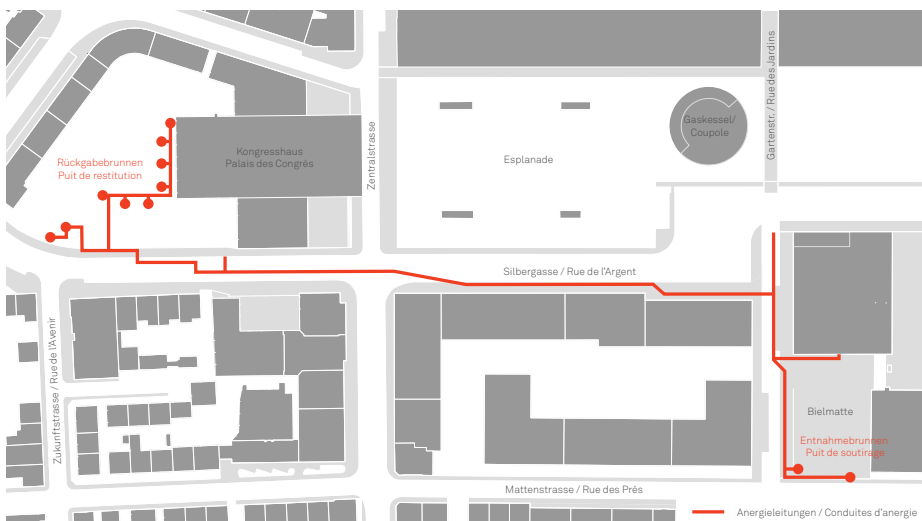 Gartenstr. / Rue des Jardins
Gaskessel/
Coupole
Kongresshaus
Palais des Congrès
Zentralstrasse
Esplanade
Rückgabebrunnen
Puit de restitution
Silbergasse / Rue de l'Argent
Zukunftstrasse / Rue de l'Avenir
Bielmatte
Entnahmebrunnen
Puit de soutirage
Mattenstrasse / Rue des Prés
Anergieleitungen / Conduites d'anergie